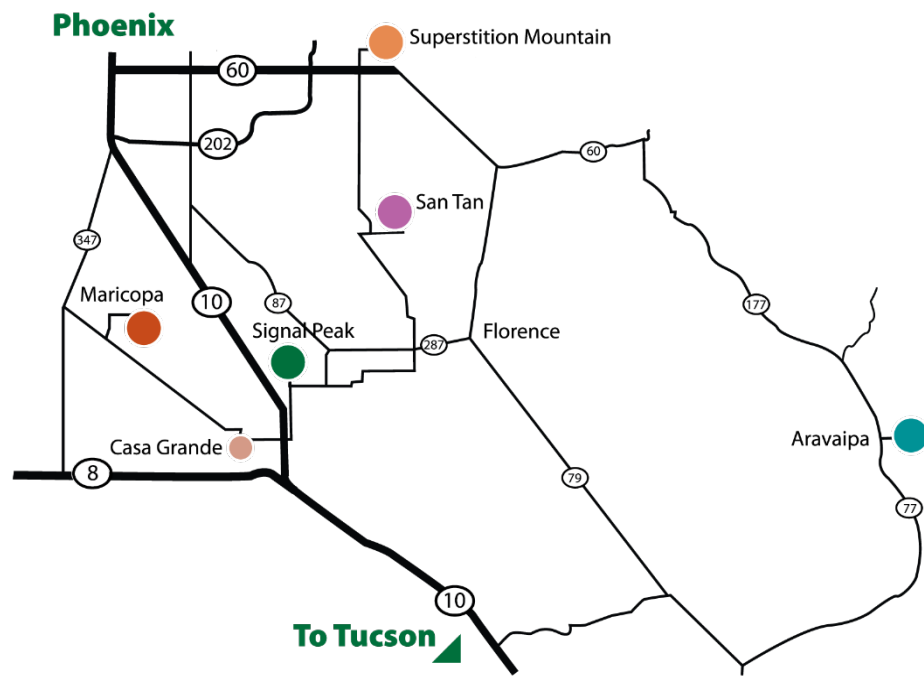 Phoenix
Superstition Mountain
60
202
60
San Tan
347
Maricopa
10
87
177
Signal Peak
287
Florence
Casa Grande
Aravaipa
8
79
77
10
To Tucson